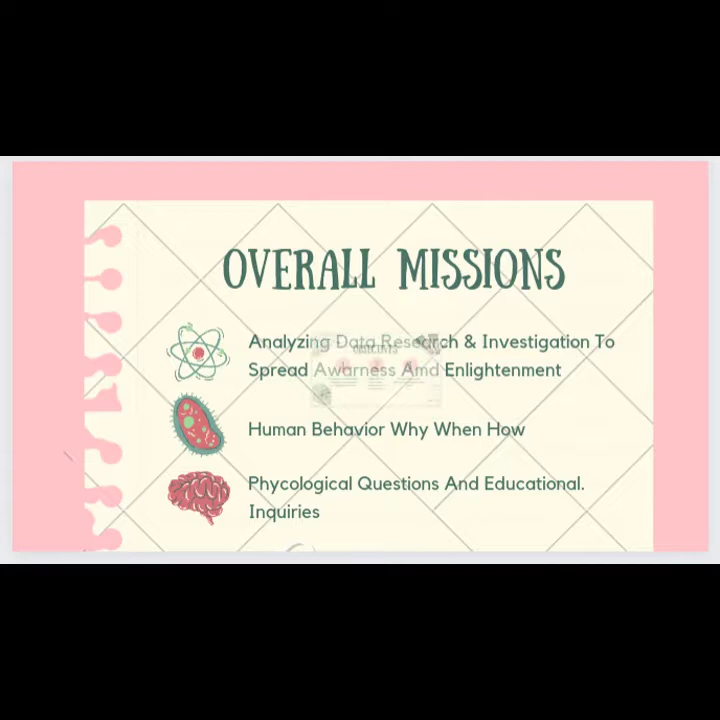 OVERALL MISSIONS
Analyzing Data Research & Investigation To
Spread Awarness Amd Enlightenment
Human Behavior Why When How
Phycological Questions And Educational.
Inquiries